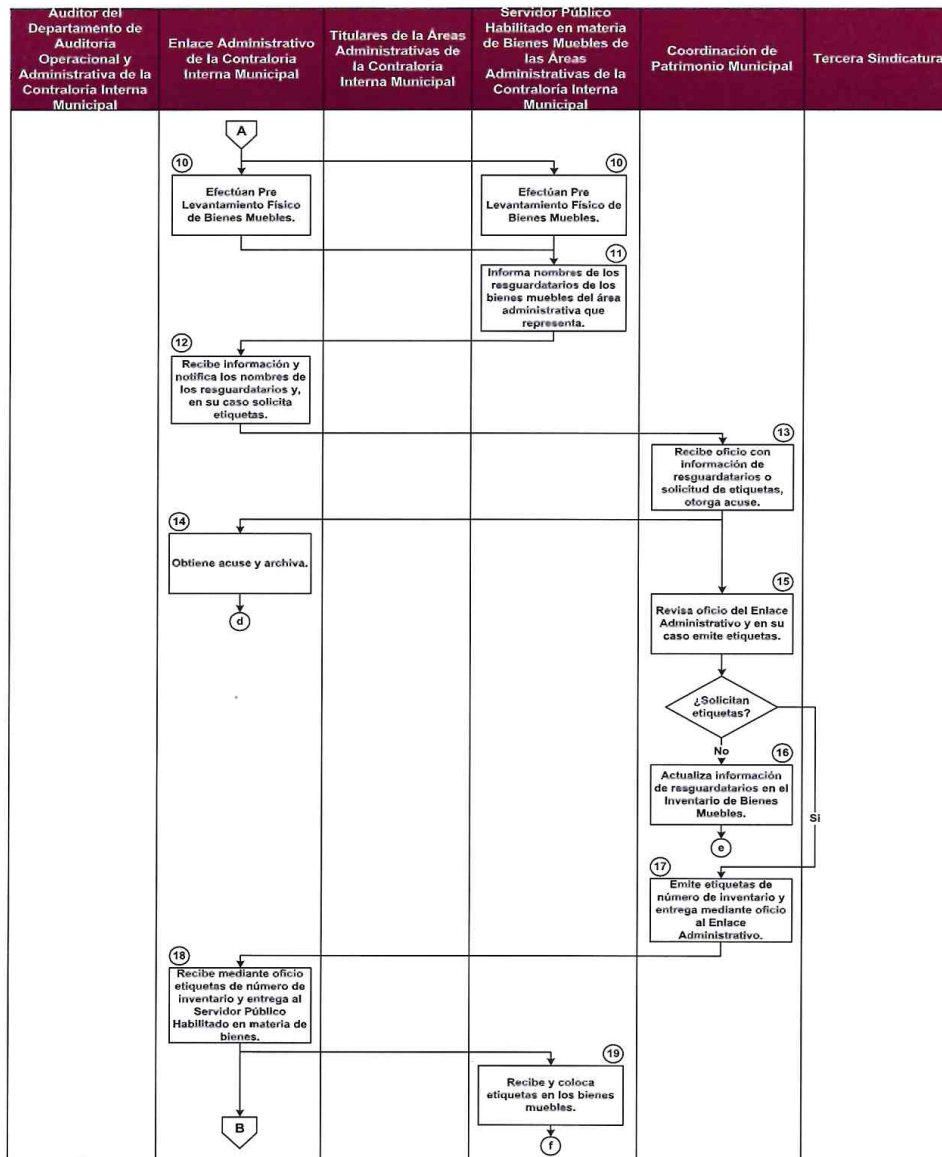 Auditor del
Departamento de
Auditoría
Operacional y
Administrativa de la
Contraloría Interna
Municipal
Enlace Administrativo
de la Contraloría
Interna Municipal
Titulares de la Áreas
Administrativas de
la Contraloría
Interna Municipal
Servidor Público
Habilitado en materia
de Bienes Muebles de
las Áreas
Administrativas de la
Contraloría Interna
Municipal
Coordinación de
Patrimonio Municipal
Tercera Sindicatura
A
10
Efectúan Pre
Levantamiento Físico
de Bienes Muebles.
10
Efectúan Pre
Levantamiento Físico de
Bienes Muebles.
11
Informa nombres de los
resguardatarios de los
bienes muebles del área
administrativa que
representa.
12
Recibe información y
notifica los nombres de
los resguardatarios y,
en su caso solicita
etiquetas.
13
Recibe oficio con
información de
resguardatarios o
solicitud de etiquetas,
otorga acuse.
14
Obtiene acuse y archiva.
d
15
Revisa oficio del Enlace
Administrativo y en su
caso emite etiquetas.
¿Solicitan
etiquetas?
No
16
Actualiza información
de resguardatarios en el
Inventario de Bienes
Muebles.
Si
e
17
Emite etiquetas de
número de inventario y
entrega mediante oficio
al Enlace
Administrativo.
18
Recibe mediante oficio
etiquetas de número de
inventario y entrega al
Servidor Público
Habilitado en materia de
bienes.
19
Recibe y coloca
etiquetas en los bienes
muebles.
B
f